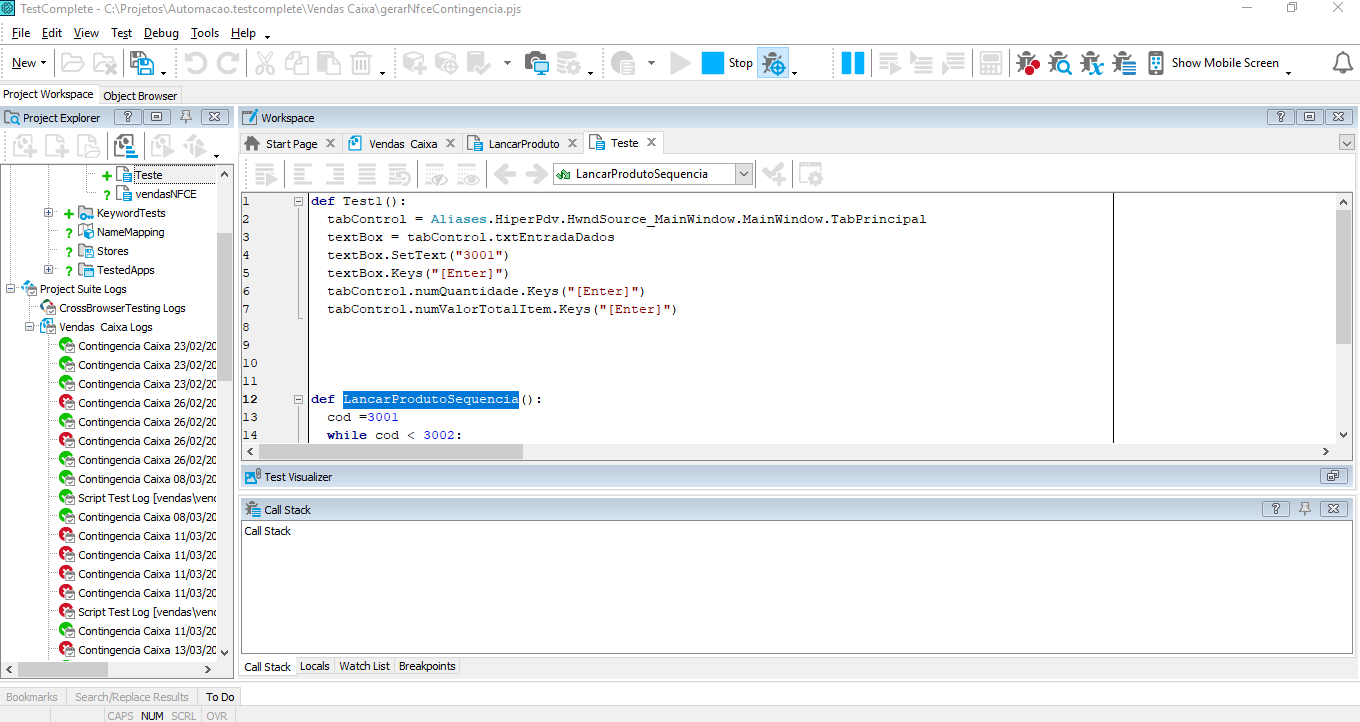 TestComplete - C:\Projetos\Automacao.testcomplete\Vendas Caixa\gerarNfceContingencia.pjs
File Edit View Test Debug Tools Help
New Stop Show Mobile Screen
Project Workspace Object Browser
Project Explorer
Teste
vendasNFCE
KeywordTests
NameMapping
Stores
TestedApps
Project Suite Logs
CrossBrowserTesting Logs
Vendas Caixa Logs
Contingencia Caixa 23/02/20
Contingencia Caixa 23/02/20
Contingencia Caixa 23/02/20
Contingencia Caixa 26/02/20
Contingencia Caixa 26/02/20
Contingencia Caixa 26/02/20
Contingencia Caixa 26/02/20
Contingencia Caixa 08/03/20
Script Test Log [vendas\venc
Contingencia Caixa 08/03/20
Contingencia Caixa 11/03/20
Contingencia Caixa 11/03/20
Contingencia Caixa 11/03/20
Contingencia Caixa 11/03/20
Script Test Log [vendas\venc
Contingencia Caixa 11/03/20
Contingencia Caixa 13/03/20
Workspace
Start Page Vendas Caixa LancarProduto Teste
LancarProdutoSequencia
1 def Test1():
2 tabControl = Aliases.HiperPdv.HwndSource_MainWindow.MainWindow.TabPrincipal
3 textBox = tabControl.txtEntradaDados
4 textBox.SetText("3001")
5 textBox.Keys("[Enter]")
6 tabControl.numQuantidade.Keys("[Enter]")
7 tabControl.numValorTotalItem.Keys("[Enter]")
8
9
10
11
12 def LancarProdutoSequencia():
13 cod =3001
14 while cod < 3002:
Test Visualizer
Call Stack
Call Stack
Call Stack Locals Watch List Breakpoints
Bookmarks Search/Replace Results To Do
CAPS NUM SCRL OVR